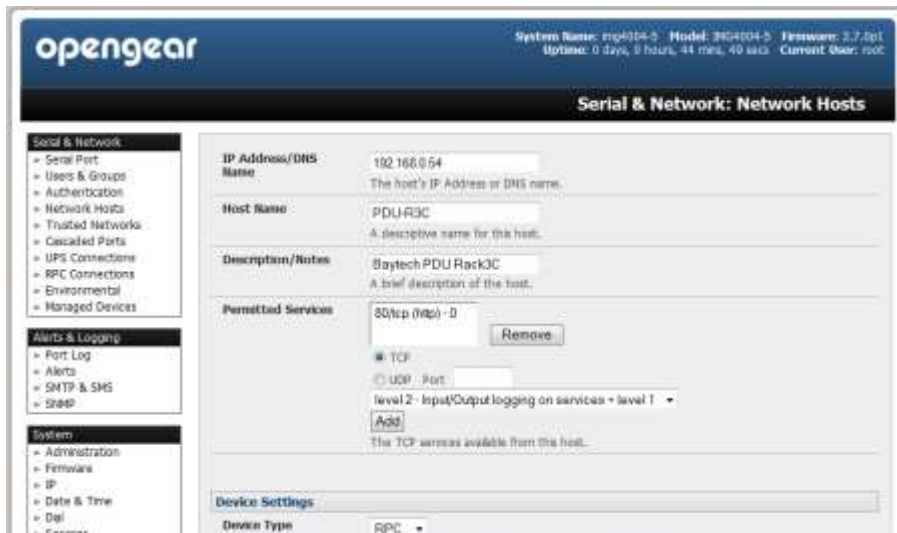 opengear
System Name: img4004-5 Model: IMG4004-5 Firmware: 3.7.0p1
Uptime: 0 days, 0 hours, 44 mins, 40 secs Current User: root
Serial & Network: Network Hosts
Serial & Network
» Serial Port
» Users & Groups
» Authentication
» Network Hosts
» Trusted Networks
» Cascaded Ports
» UPS Connections
» RPC Connections
» Environmental
» Managed Devices
Alerts & Logging
» Port Log
» Alerts
» SMTP & SMS
» SNMP
System
» Administration
» Firmware
» IP
» Date & Time
» Dial
» Services
IP Address/DNS Name
192.168.0.54
The host's IP Address or DNS name.
Host Name
PDU-R3C
A descriptive name for this host.
Description/Notes
Baytech PDU Rack3C
A brief description of the host.
Permitted Services
80/tcp (http) - 0
Remove
TCP
UDP Port
level 2 - Input/Output logging on services + level 1
Add
The TCP services available from this host.
Device Settings
Device Type
RPC